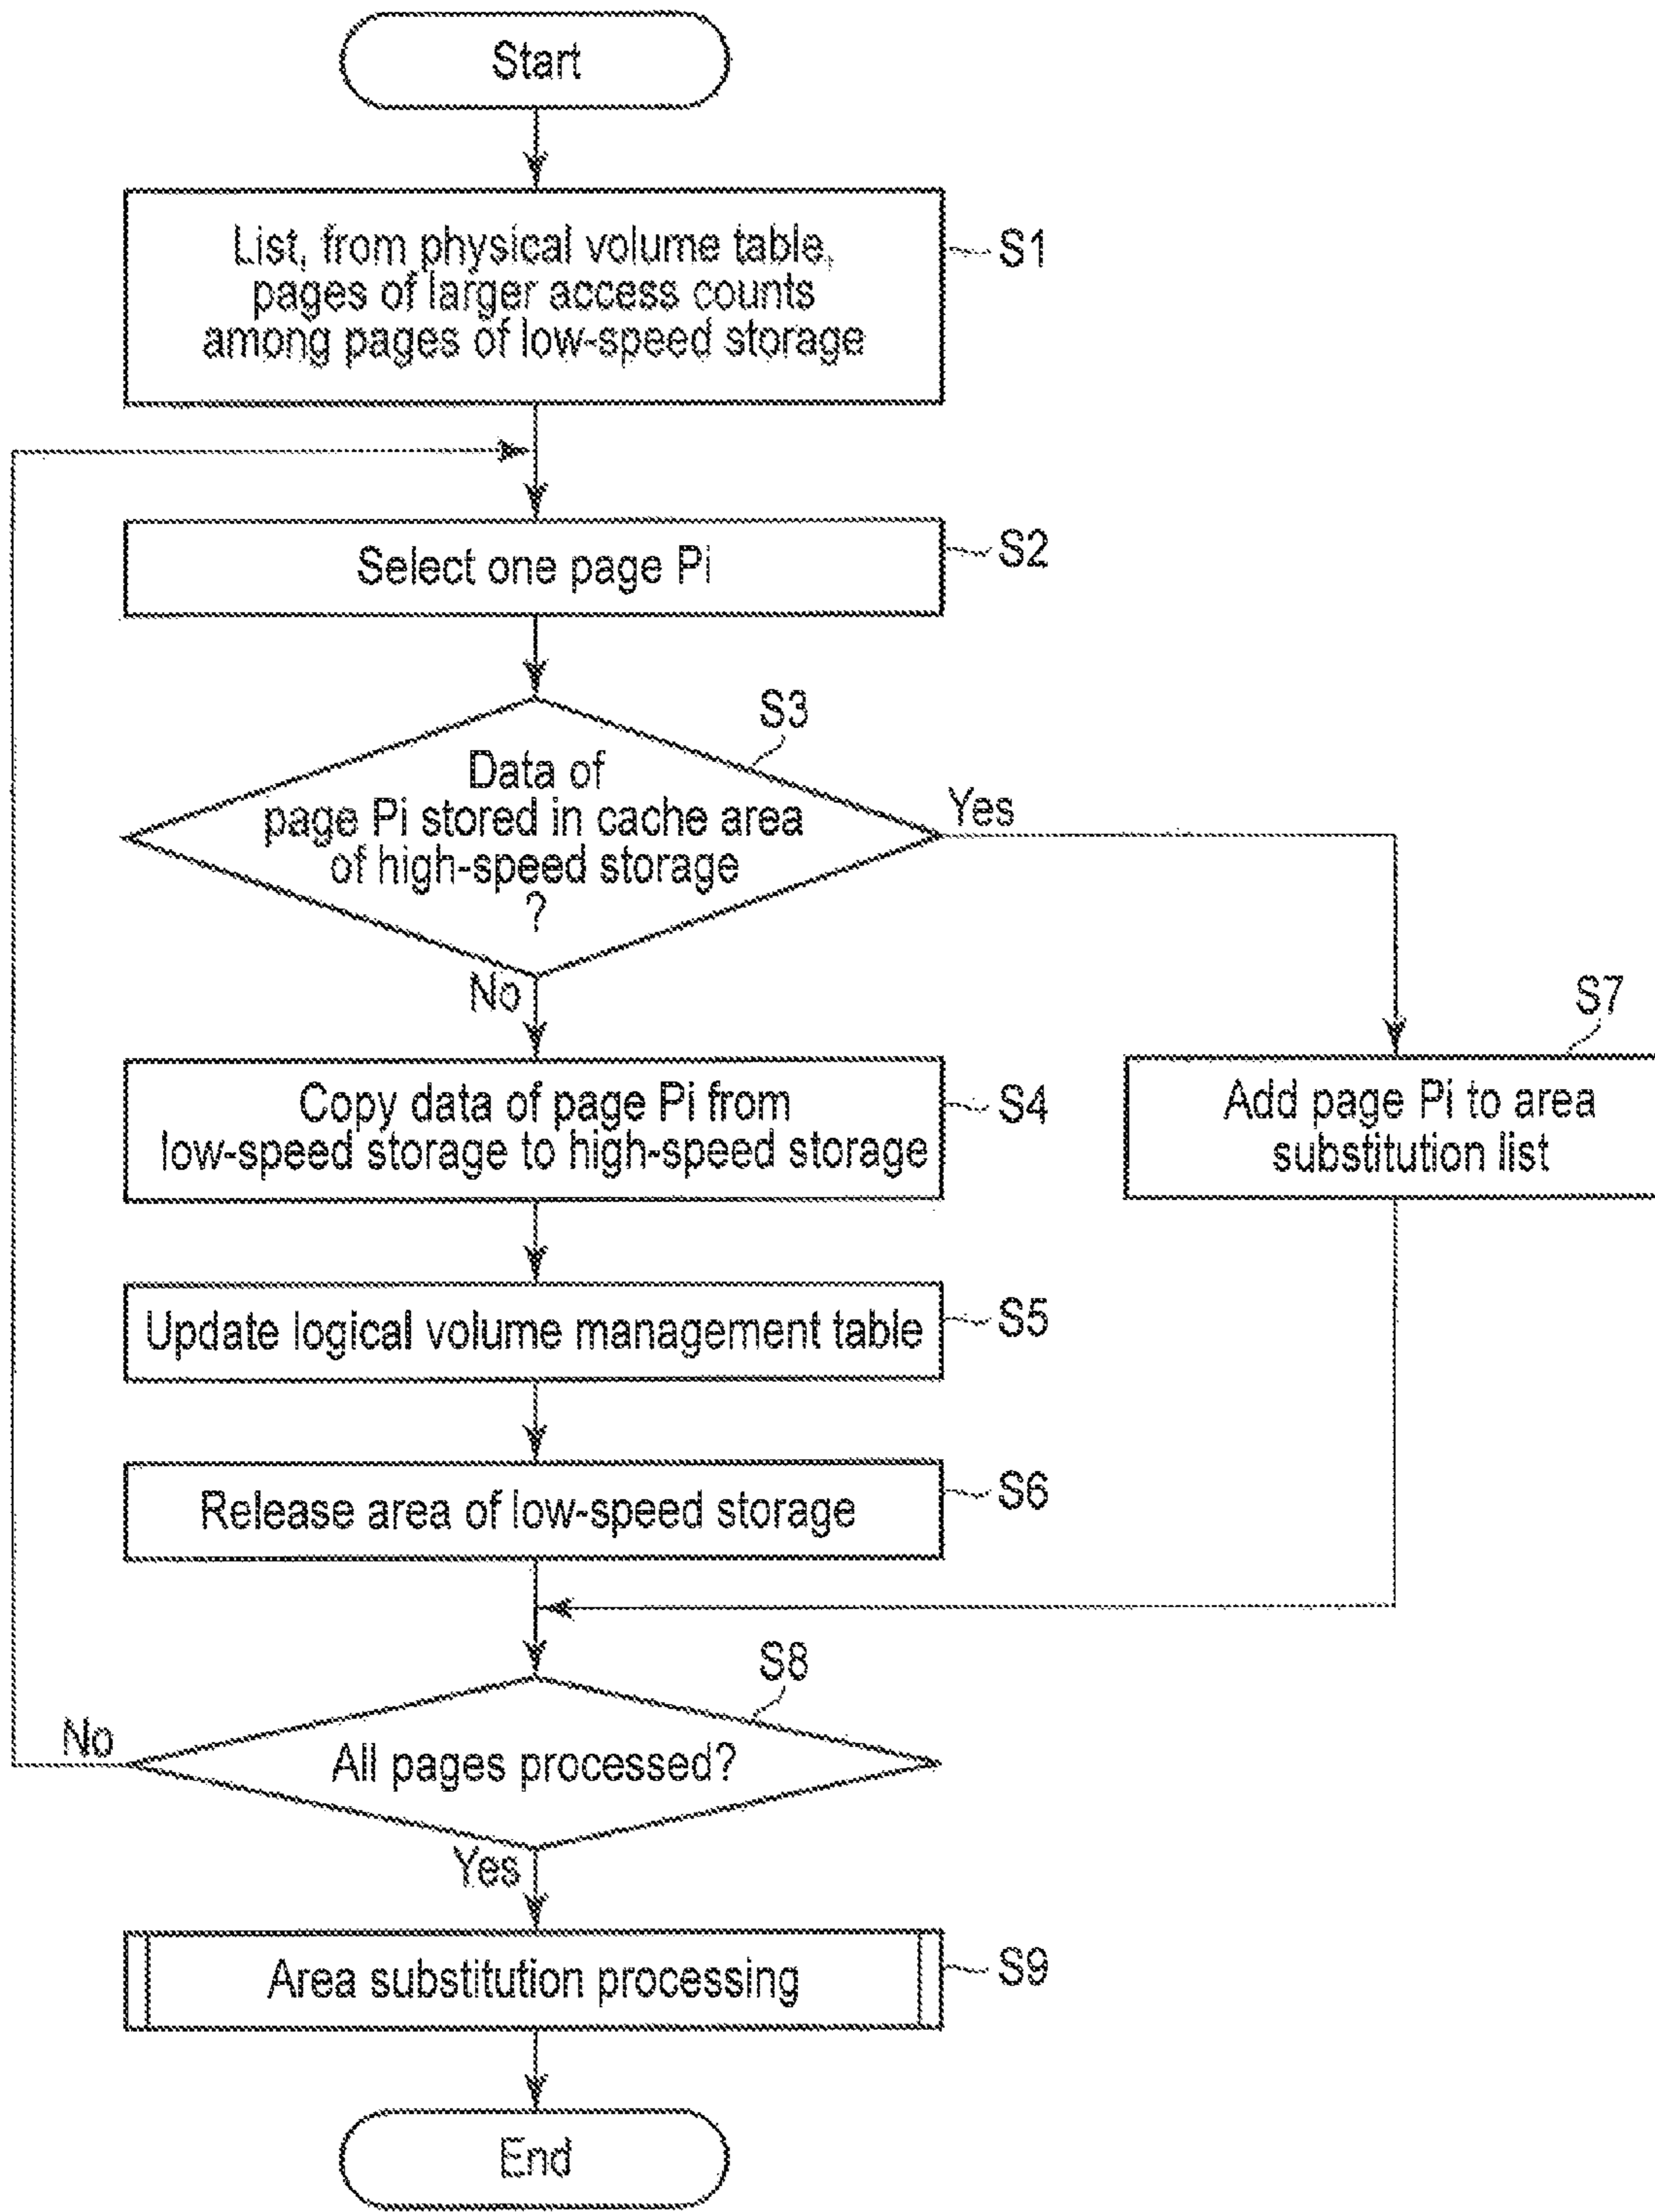 Start
List, from physical volume table,
pages of larger access counts
among pages of low-speed storage
S1
Select one page Pi
S2
S3
Data of
page Pi stored in cache area
of high-speed storage
?
Yes
No
S7
Copy data of page Pi from
low-speed storage to high-speed storage
S4
Add page Pi to area
substitution list
Update logical volume management table
S5
Release area of low-speed storage
S6
S8
No
All pages processed?
Yes
Area substitution processing
S9
End